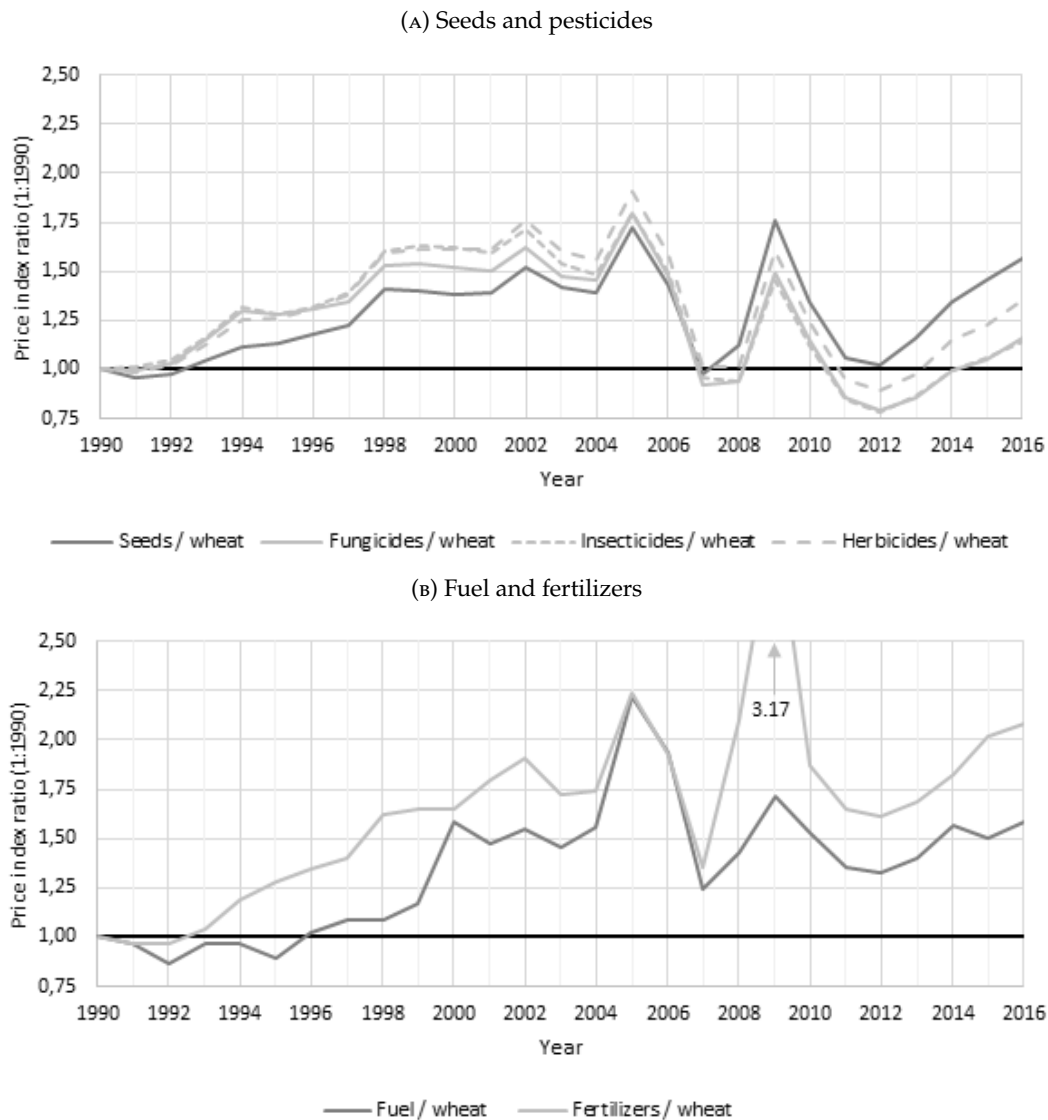 (A) Seeds and pesticides
2,50
2,25
2,00
1,75
1,50
1,25
1,00
0,75
Price index ratio (1:1990)
1990 1992 1994 1996 1998 2000 2002 2004 2006 2008 2010 2012 2014 2016
Year
Seeds / wheat Fungicides / wheat Insecticides / wheat Herbicides / wheat
(B) Fuel and fertilizers
2,50
2,25
2,00
1,75
1,50
1,25
1,00
0,75
Price index ratio (1:1990)
3.17
1990 1992 1994 1996 1998 2000 2002 2004 2006 2008 2010 2012 2014 2016
Year
Fuel / wheat Fertilizers / wheat